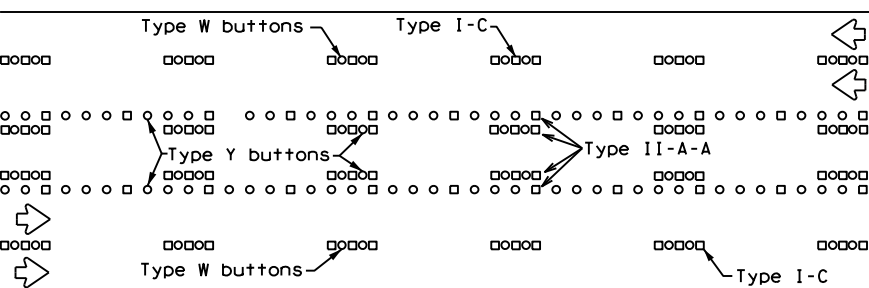 Type W buttons
Type I-C
Type Y buttons
Type II-A-A
Type W buttons
Type I-C